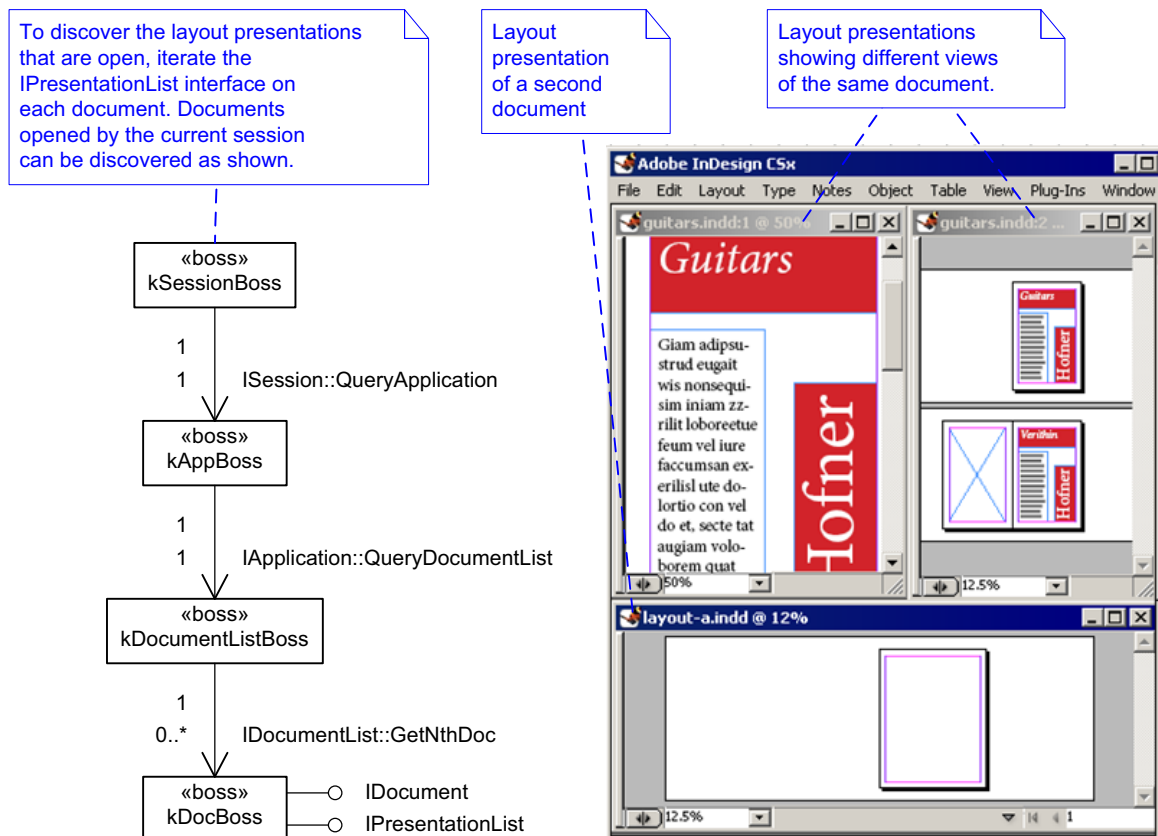 To discover the layout presentations
that are open, iterate the
IPresentationList interface on
each document. Documents
opened by the current session
can be discovered as shown.
Layout
presentation
of a second
document
Layout presentations
showing different views
of the same document.
«boss»
kSessionBoss
1
1
ISession::QueryApplication
«boss»
kAppBoss
1
1
IApplication::QueryDocumentList
«boss»
kDocumentListBoss
1
0..*
IDocumentList::GetNthDoc
«boss»
kDocBoss
IDocument
IPresentationList
Adobe InDesign CSx
File Edit Layout Type Notes Object Table View Plug-Ins Window
guitars.indd:1 @ 50%
Guitars
Giam adipsu-
strud eugait
wis nonsequi-
sim iniam zz-
rilit loboreetue
feum vel iure
faccumsan ex-
erilisl ute do-
lortio con vel
do et, secte tat
augiam volo-
borem quat
Hofner
50%
guitars.indd:2 ...
Guitars
Hofner
Verithin
Hofner
12.5%
layout-a.indd @ 12%
12.5%
1